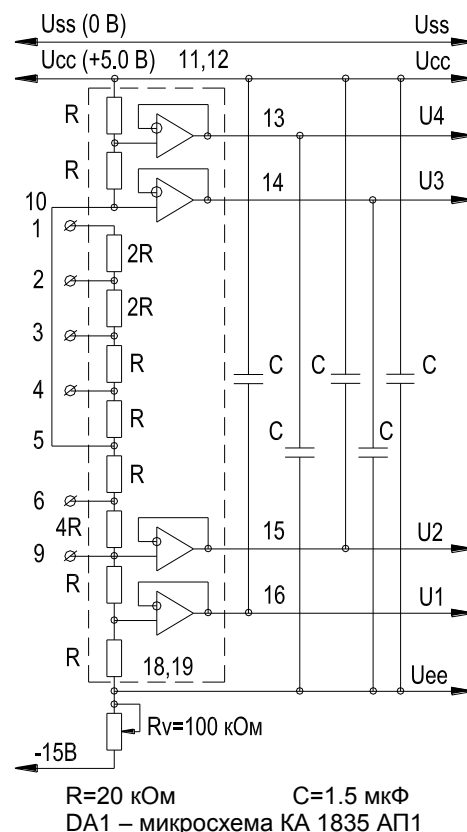 Uss (0 В) Uss
Ucc (+5.0 В) 11,12 Ucc
R 13 U4
R 14 U3
10
1
2R
2
2R
3
R C C C
4
R C C
5
R
6
4R 15 U2
9
R 16 U1
R 18,19 Uee
Rv=100 кОм
-15В
R=20 кОм C=1.5 мкФ
DA1 – микросхема КА 1835 АП1